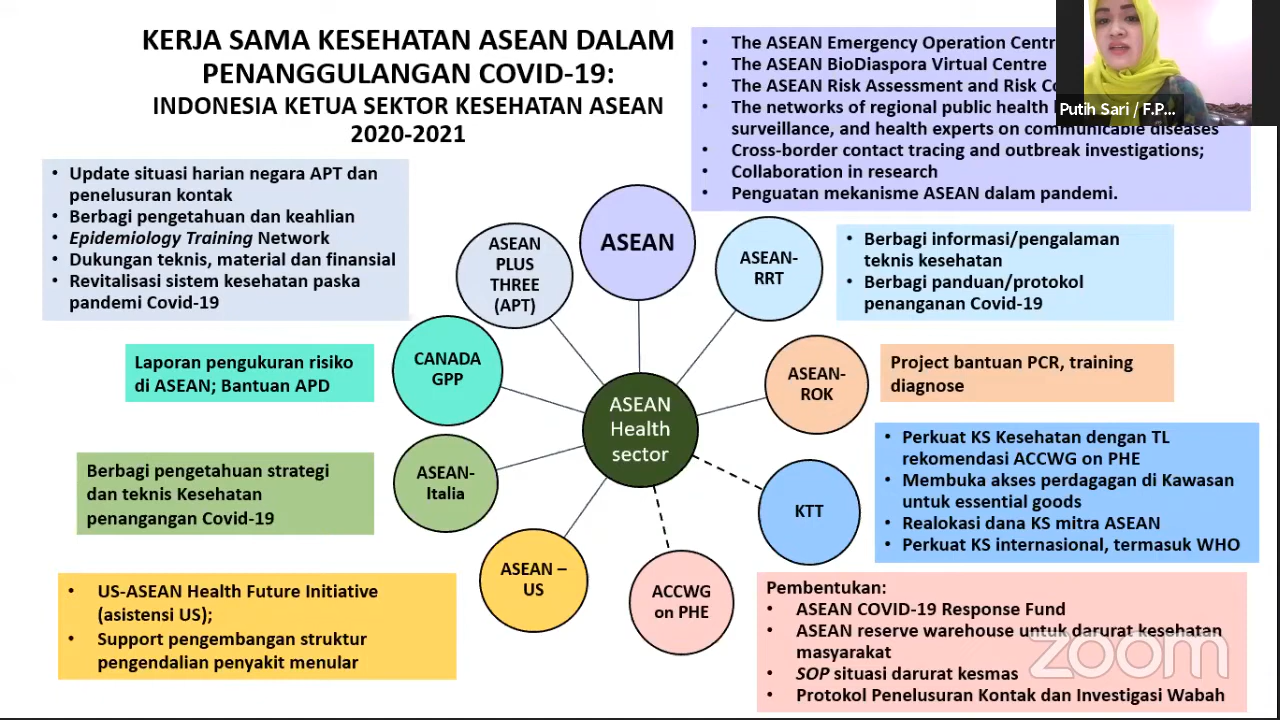 KERJA SAMA KESEHATAN ASEAN DALAM
PENANGGULANGAN COVID-19:
INDONESIA KETUA SEKTOR KESEHATAN ASEAN
2020-2021
• The ASEAN Emergency Operation
• The ASEAN BioDiaspora Virtual Centre
• The ASEAN Risk Assessment and Risk
• The networks of regional public health
surveillance, and health experts on communicable diseases
• Cross-border contact tracing and outbreak investigations;
• Collaboration in research
• Penguatan mekanisme ASEAN dalam pandemi.
Putih Sari / F.P...
• Update situasi harian negara APT dan
penelusuran kontak
• Berbagi pengetahuan dan keahlian
• Epidemiology Training Network
• Dukungan teknis, material dan finansial
• Revitalisasi sistem kesehatan paska
pandemi Covid-19
ASEAN
PLUS
THREE
(APT)
ASEAN
ASEAN-
RRT
• Berbagi informasi/pengalaman
teknis kesehatan
• Berbagi panduan/protokol
penanganan Covid-19
Laporan pengukuran risiko
di ASEAN; Bantuan APD
CANADA
GPP
ASEAN
Health
sector
ASEAN-
ROK
Project bantuan PCR, training
diagnose
Berbagi pengetahuan strategi
dan teknis Kesehatan
penangangan Covid-19
ASEAN-
Italia
KTT
• Perkuat KS Kesehatan dengan TL
rekomendasi ACCWG on PHE
• Membuka akses perdagagan di Kawasan
untuk essential goods
• Realokasi dana KS mitra ASEAN
• Perkuat KS internasional, termasuk WHO
• US-ASEAN Health Future Initiative
(asistensi US);
• Support pengembangan struktur
pengendalian penyakit menular
ASEAN –
US
ACCWG
on PHE
Pembentukan:
• ASEAN COVID-19 Response Fund
• ASEAN reserve warehouse untuk darurat kesehatan
masyarakat
• SOP situasi darurat kesmas
• Protokol Penelusuran Kontak dan Investigasi Wabah
zoom